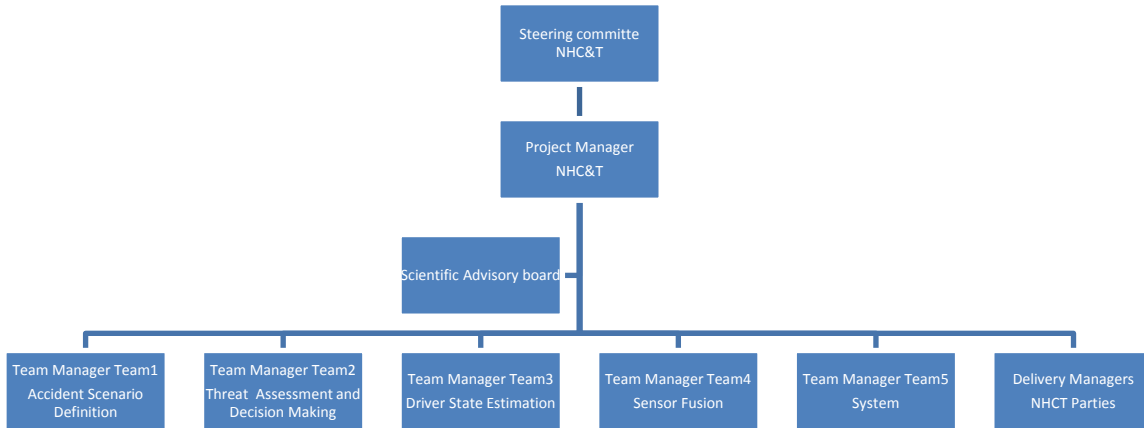 Steering committe
NHC&T
Project Manager
NHC&T
Scientific Advisory board
Team Manager Team1
Accident Scenario
Definition
Team Manager Team2
Threat  Assessment and
Decision Making
Team Manager Team3
Driver State Estimation
Team Manager Team4
Sensor Fusion
Team Manager Team5
System
Delivery Managers
NHCT Parties